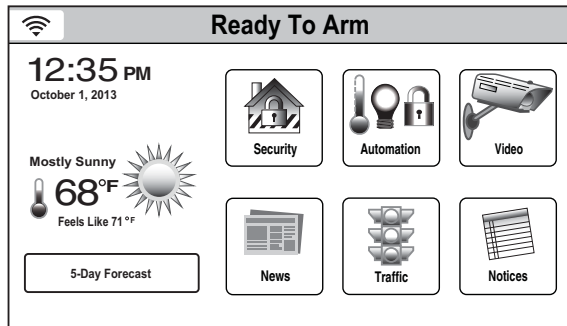 Ready To Arm
12:35 PM
October 1, 2013
Mostly Sunny
68°F
Feels Like 71°F
5-Day Forecast
Security
Automation
Video
News
Traffic
Notices